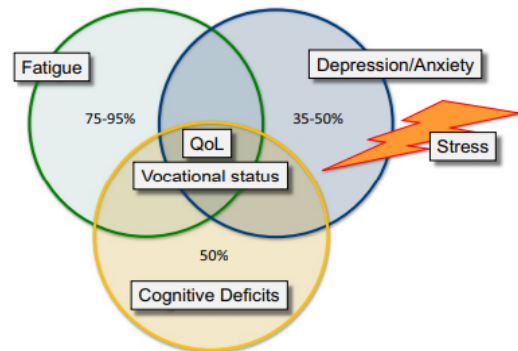 Fatigue
Depression/Anxiety
75-95%
35-50%
QoL
Stress
Vocational status
50%
Cognitive Deficits